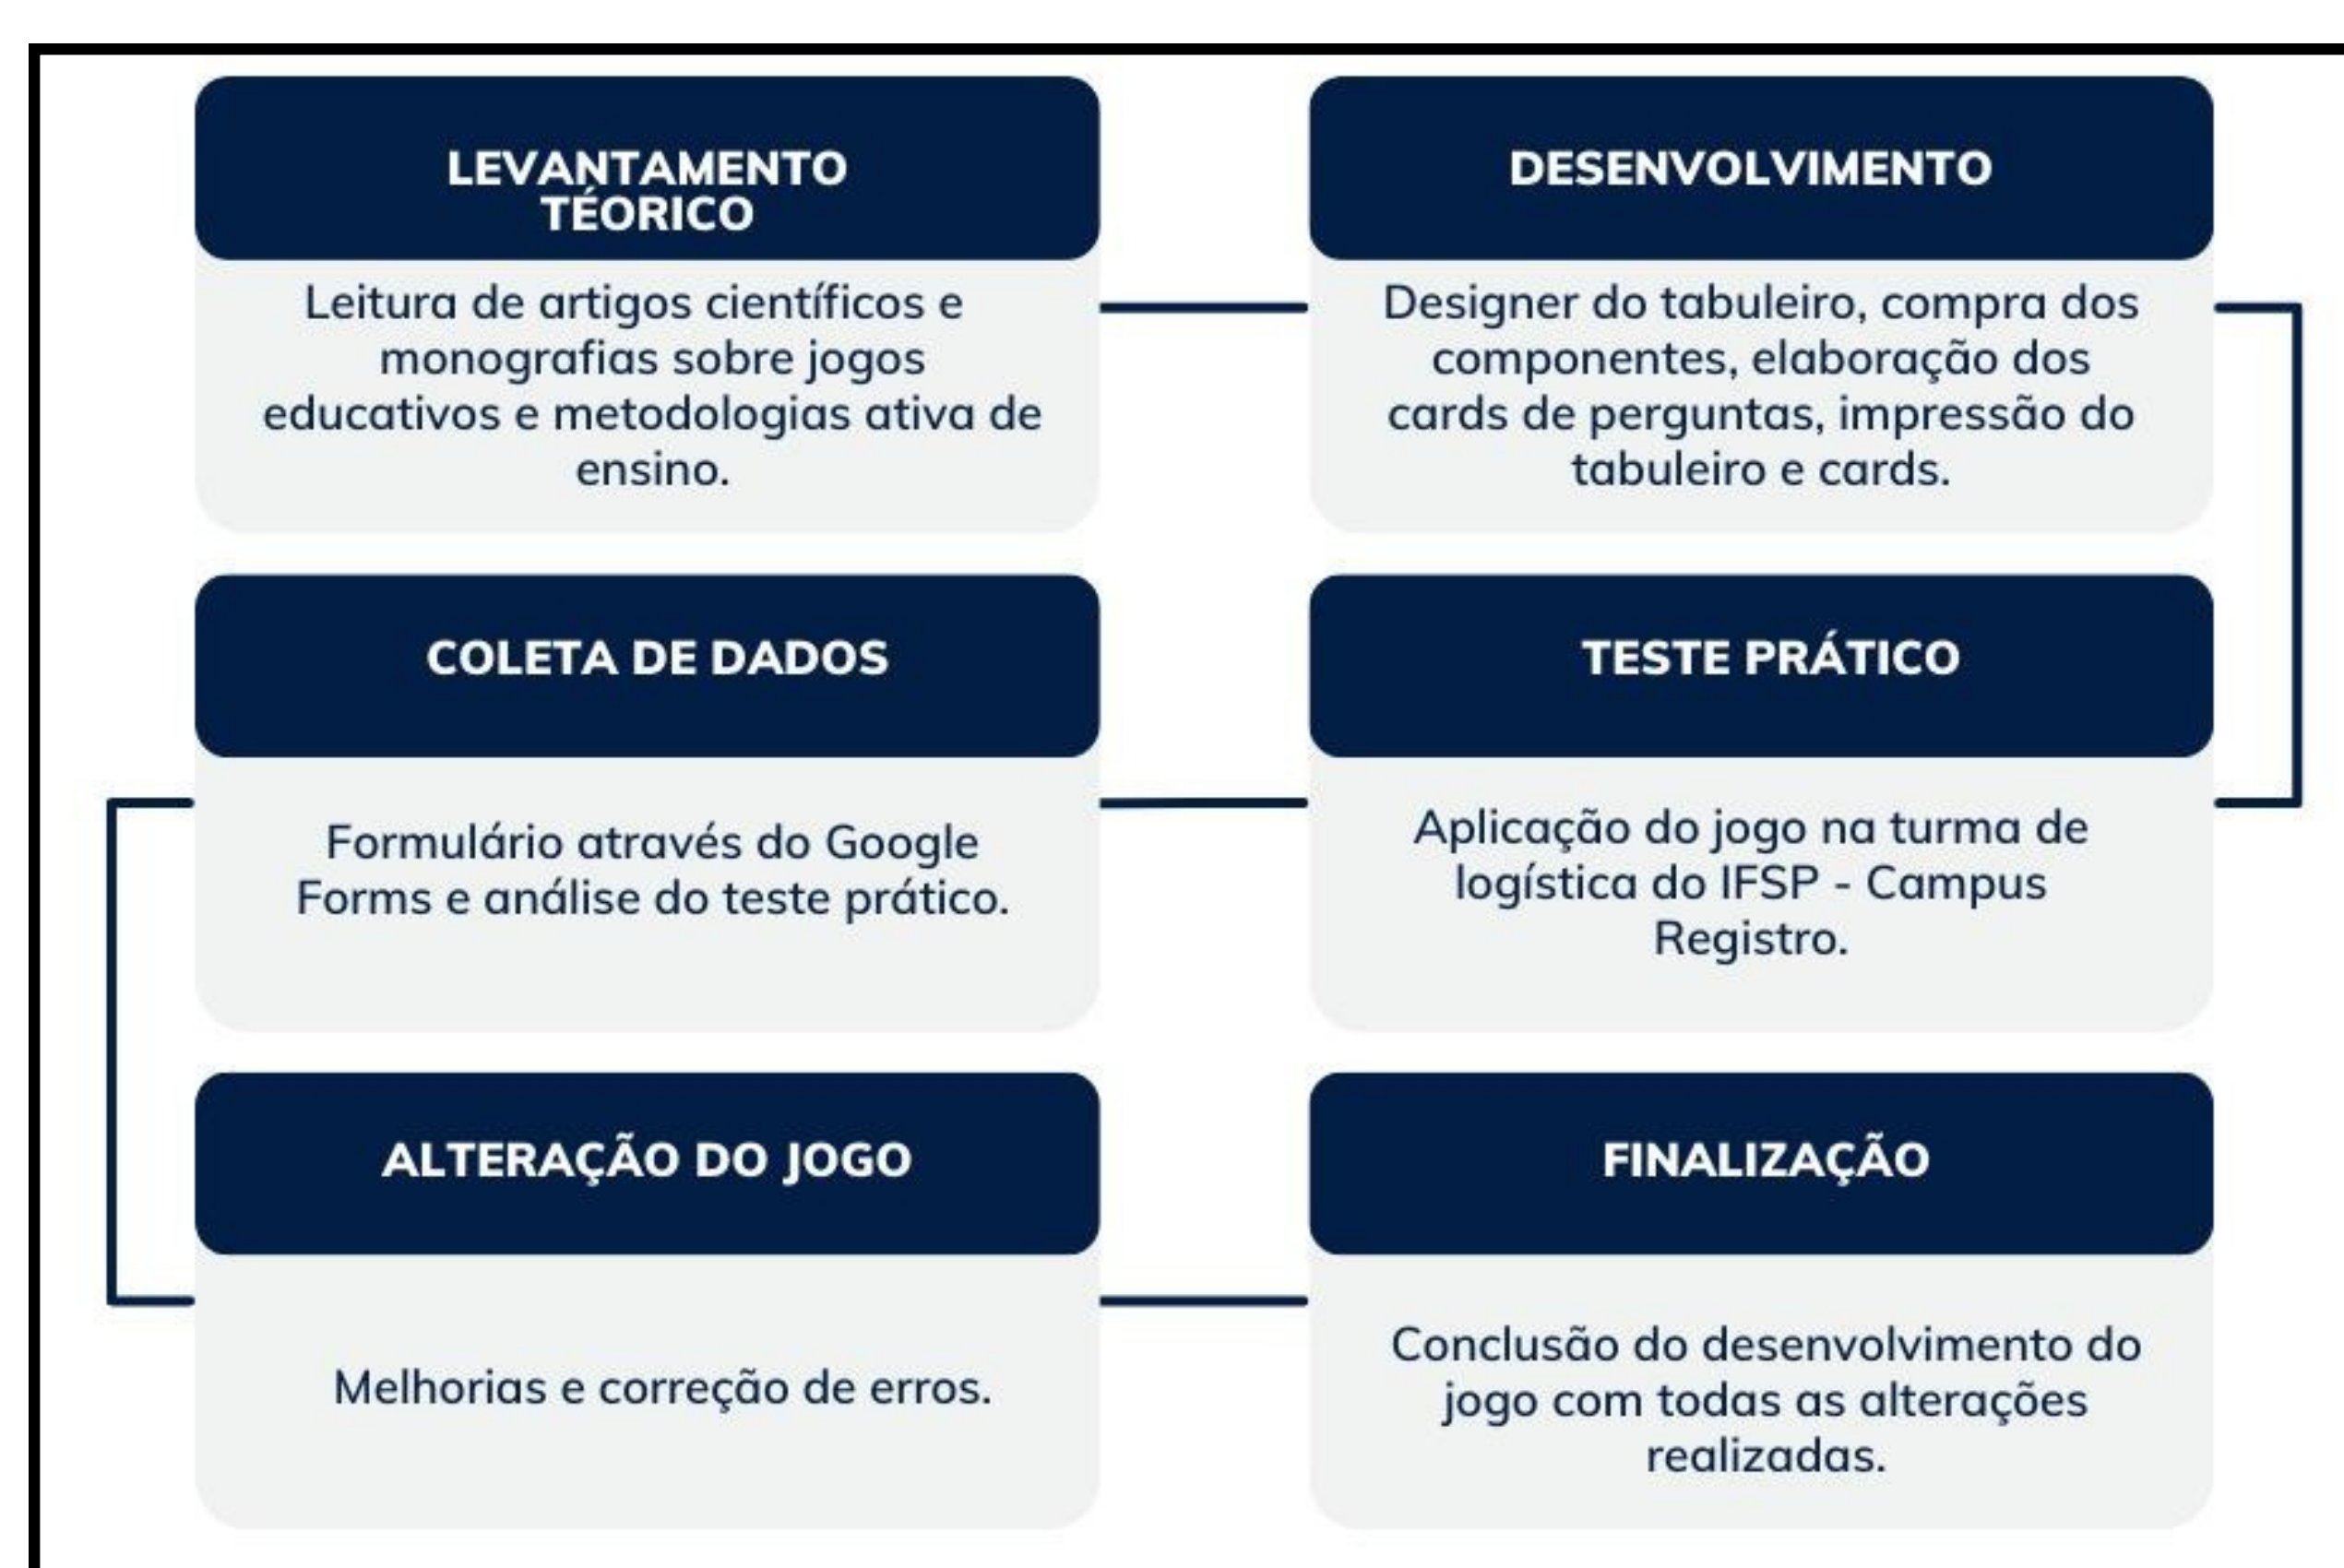 LEVANTAMENTO
TÉORICO
Leitura de artigos científicos e
monografias sobre jogos
educativos e metodologias ativa de
ensino.
DESENVOLVIMENTO
Designer do tabuleiro, compra dos
componentes, elaboração dos
cards de perguntas, impressão do
tabuleiro e cards.
COLETA DE DADOS
Formulário através do Google
Forms e análise do teste prático.
TESTE PRÁTICO
Aplicação do jogo na turma de
logística do IFSP - Campus
Registro.
ALTERAÇÃO DO JOGO
Melhorias e correção de erros.
FINALIZAÇÃO
Conclusão do desenvolvimento do
jogo com todas as alterações
realizadas.